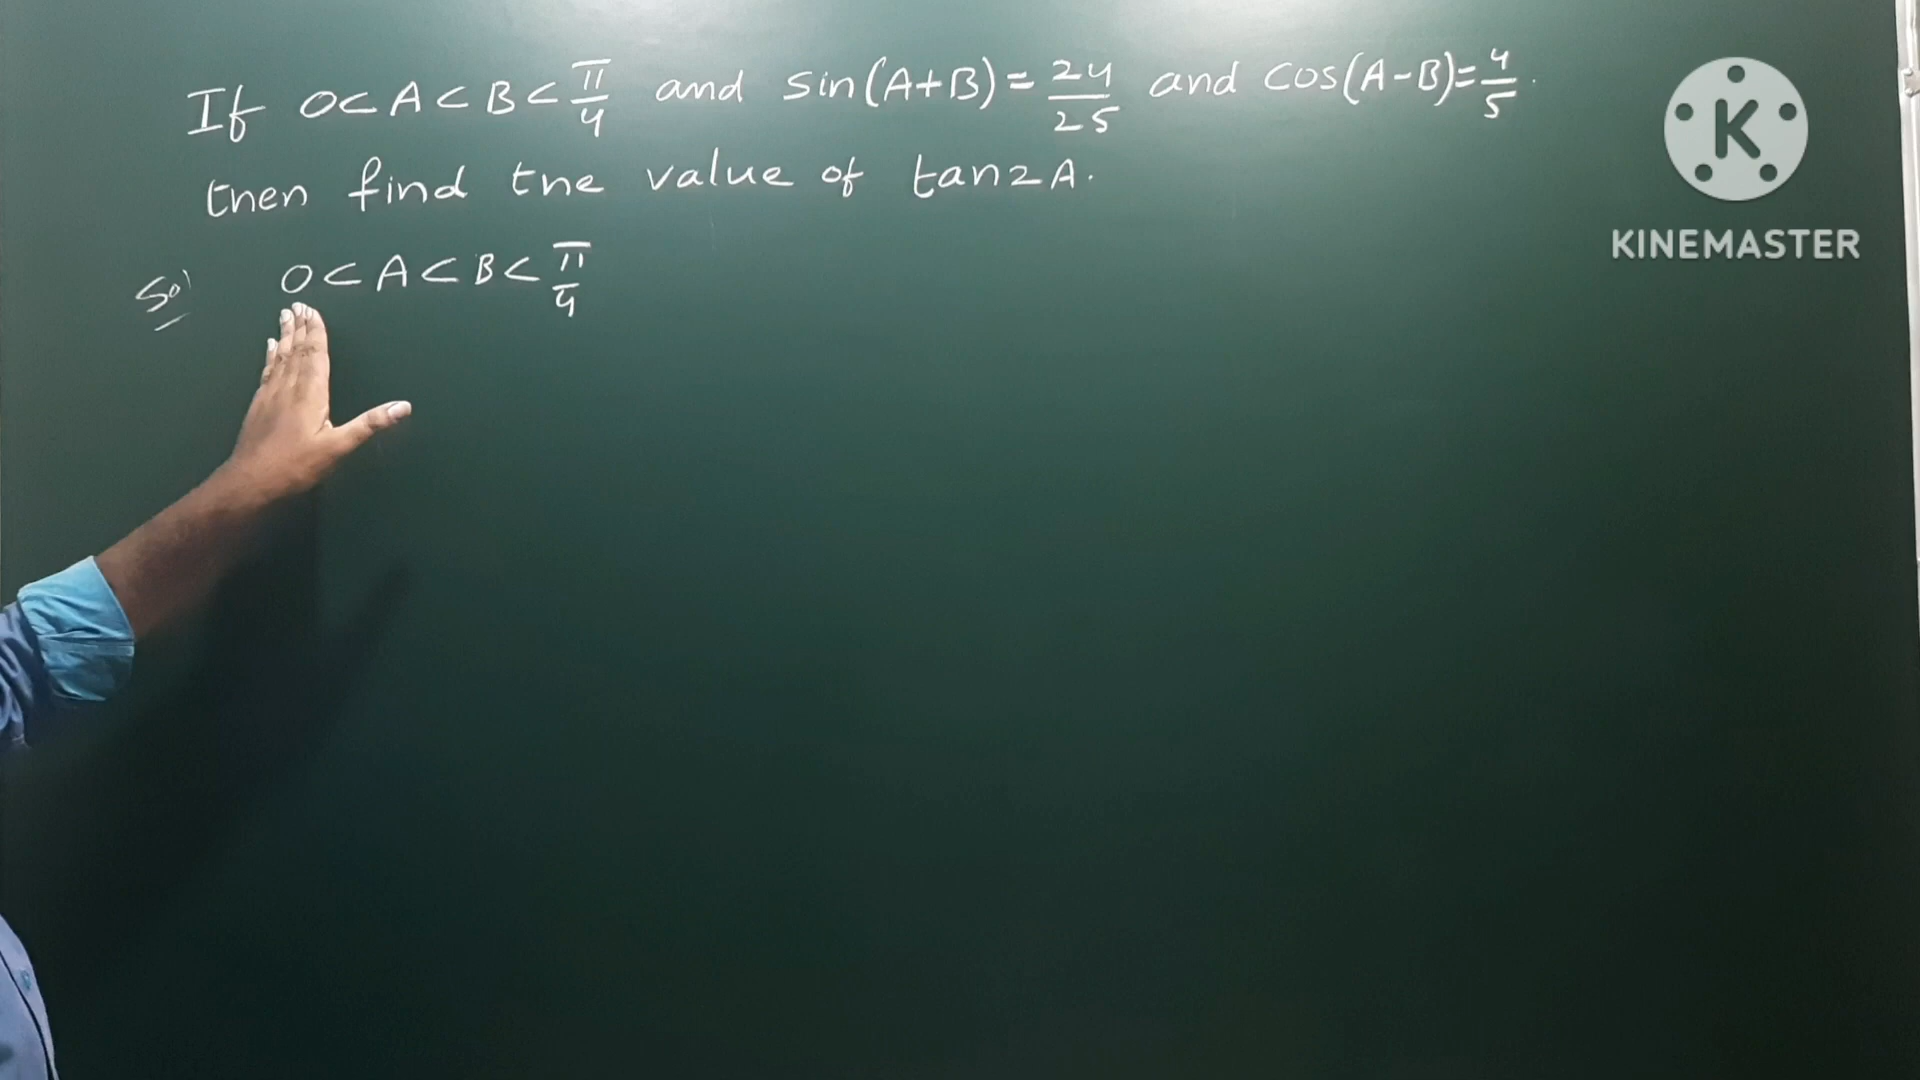 If 0 < A < B < π/4 and sin(A+B) = 24/25 and cos(A-B) = 4/5.
then find the value of tan2A.
Sol 0 < A < B < π/4
K
KINEMASTER